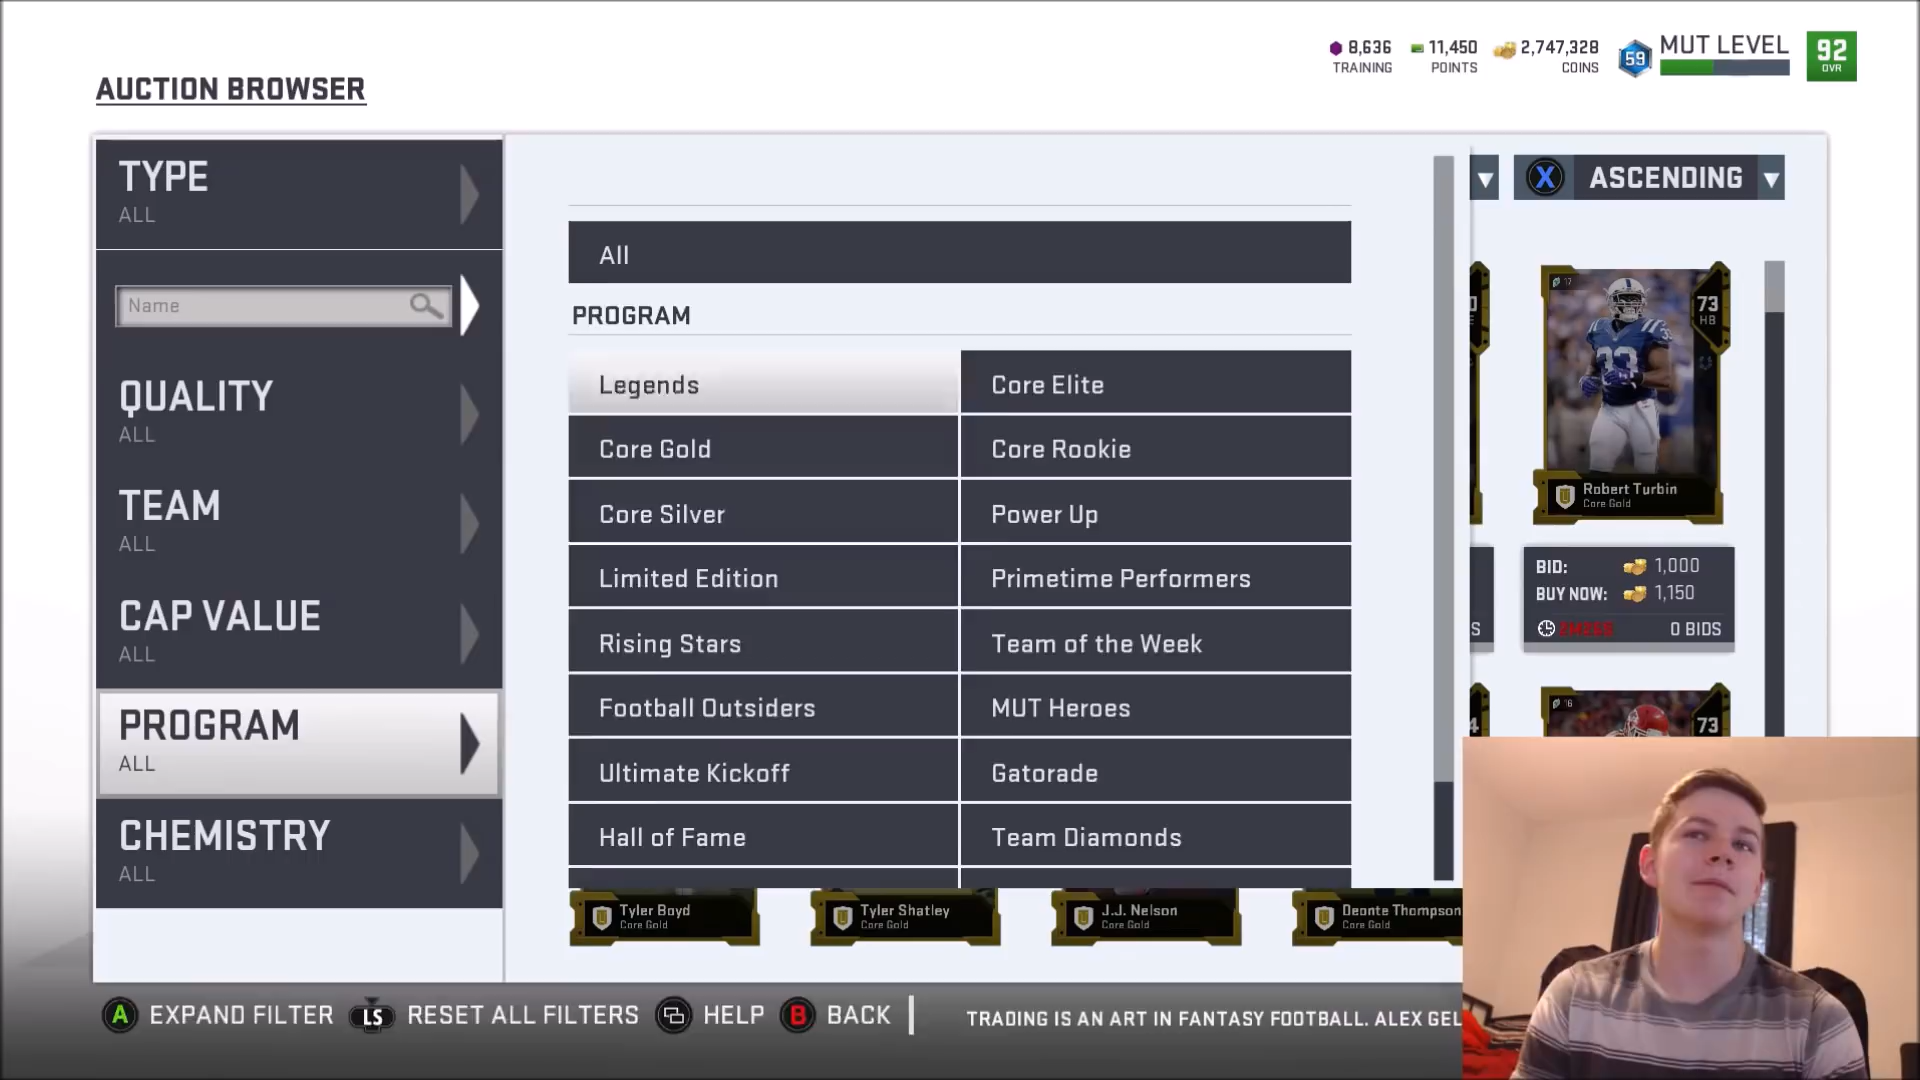 8,636
TRAINING
11,450
POINTS
2,747,328
COINS
59
MUT LEVEL
92
OVR
AUCTION BROWSER
TYPE
ALL
Name
QUALITY
ALL
TEAM
ALL
CAP VALUE
ALL
PROGRAM
ALL
CHEMISTRY
ALL
All
PROGRAM
Legends
Core Elite
Core Gold
Core Rookie
Core Silver
Power Up
Limited Edition
Primetime Performers
Rising Stars
Team of the Week
Football Outsiders
MUT Heroes
Ultimate Kickoff
Gatorade
Hall of Fame
Team Diamonds
X ASCENDING
17
73
HB
33
Robert Turbin
Core Gold
BID: 1,000
BUY NOW: 1,150
0 BIDS
S
16
73
Tyler Boyd
Core Gold
Tyler Shatley
Core Gold
J.J. Nelson
Core Gold
Deonte Thompson
Core Gold
A EXPAND FILTER LS RESET ALL FILTERS HELP B BACK
TRADING IS AN ART IN FANTASY FOOTBALL. ALEX GEL